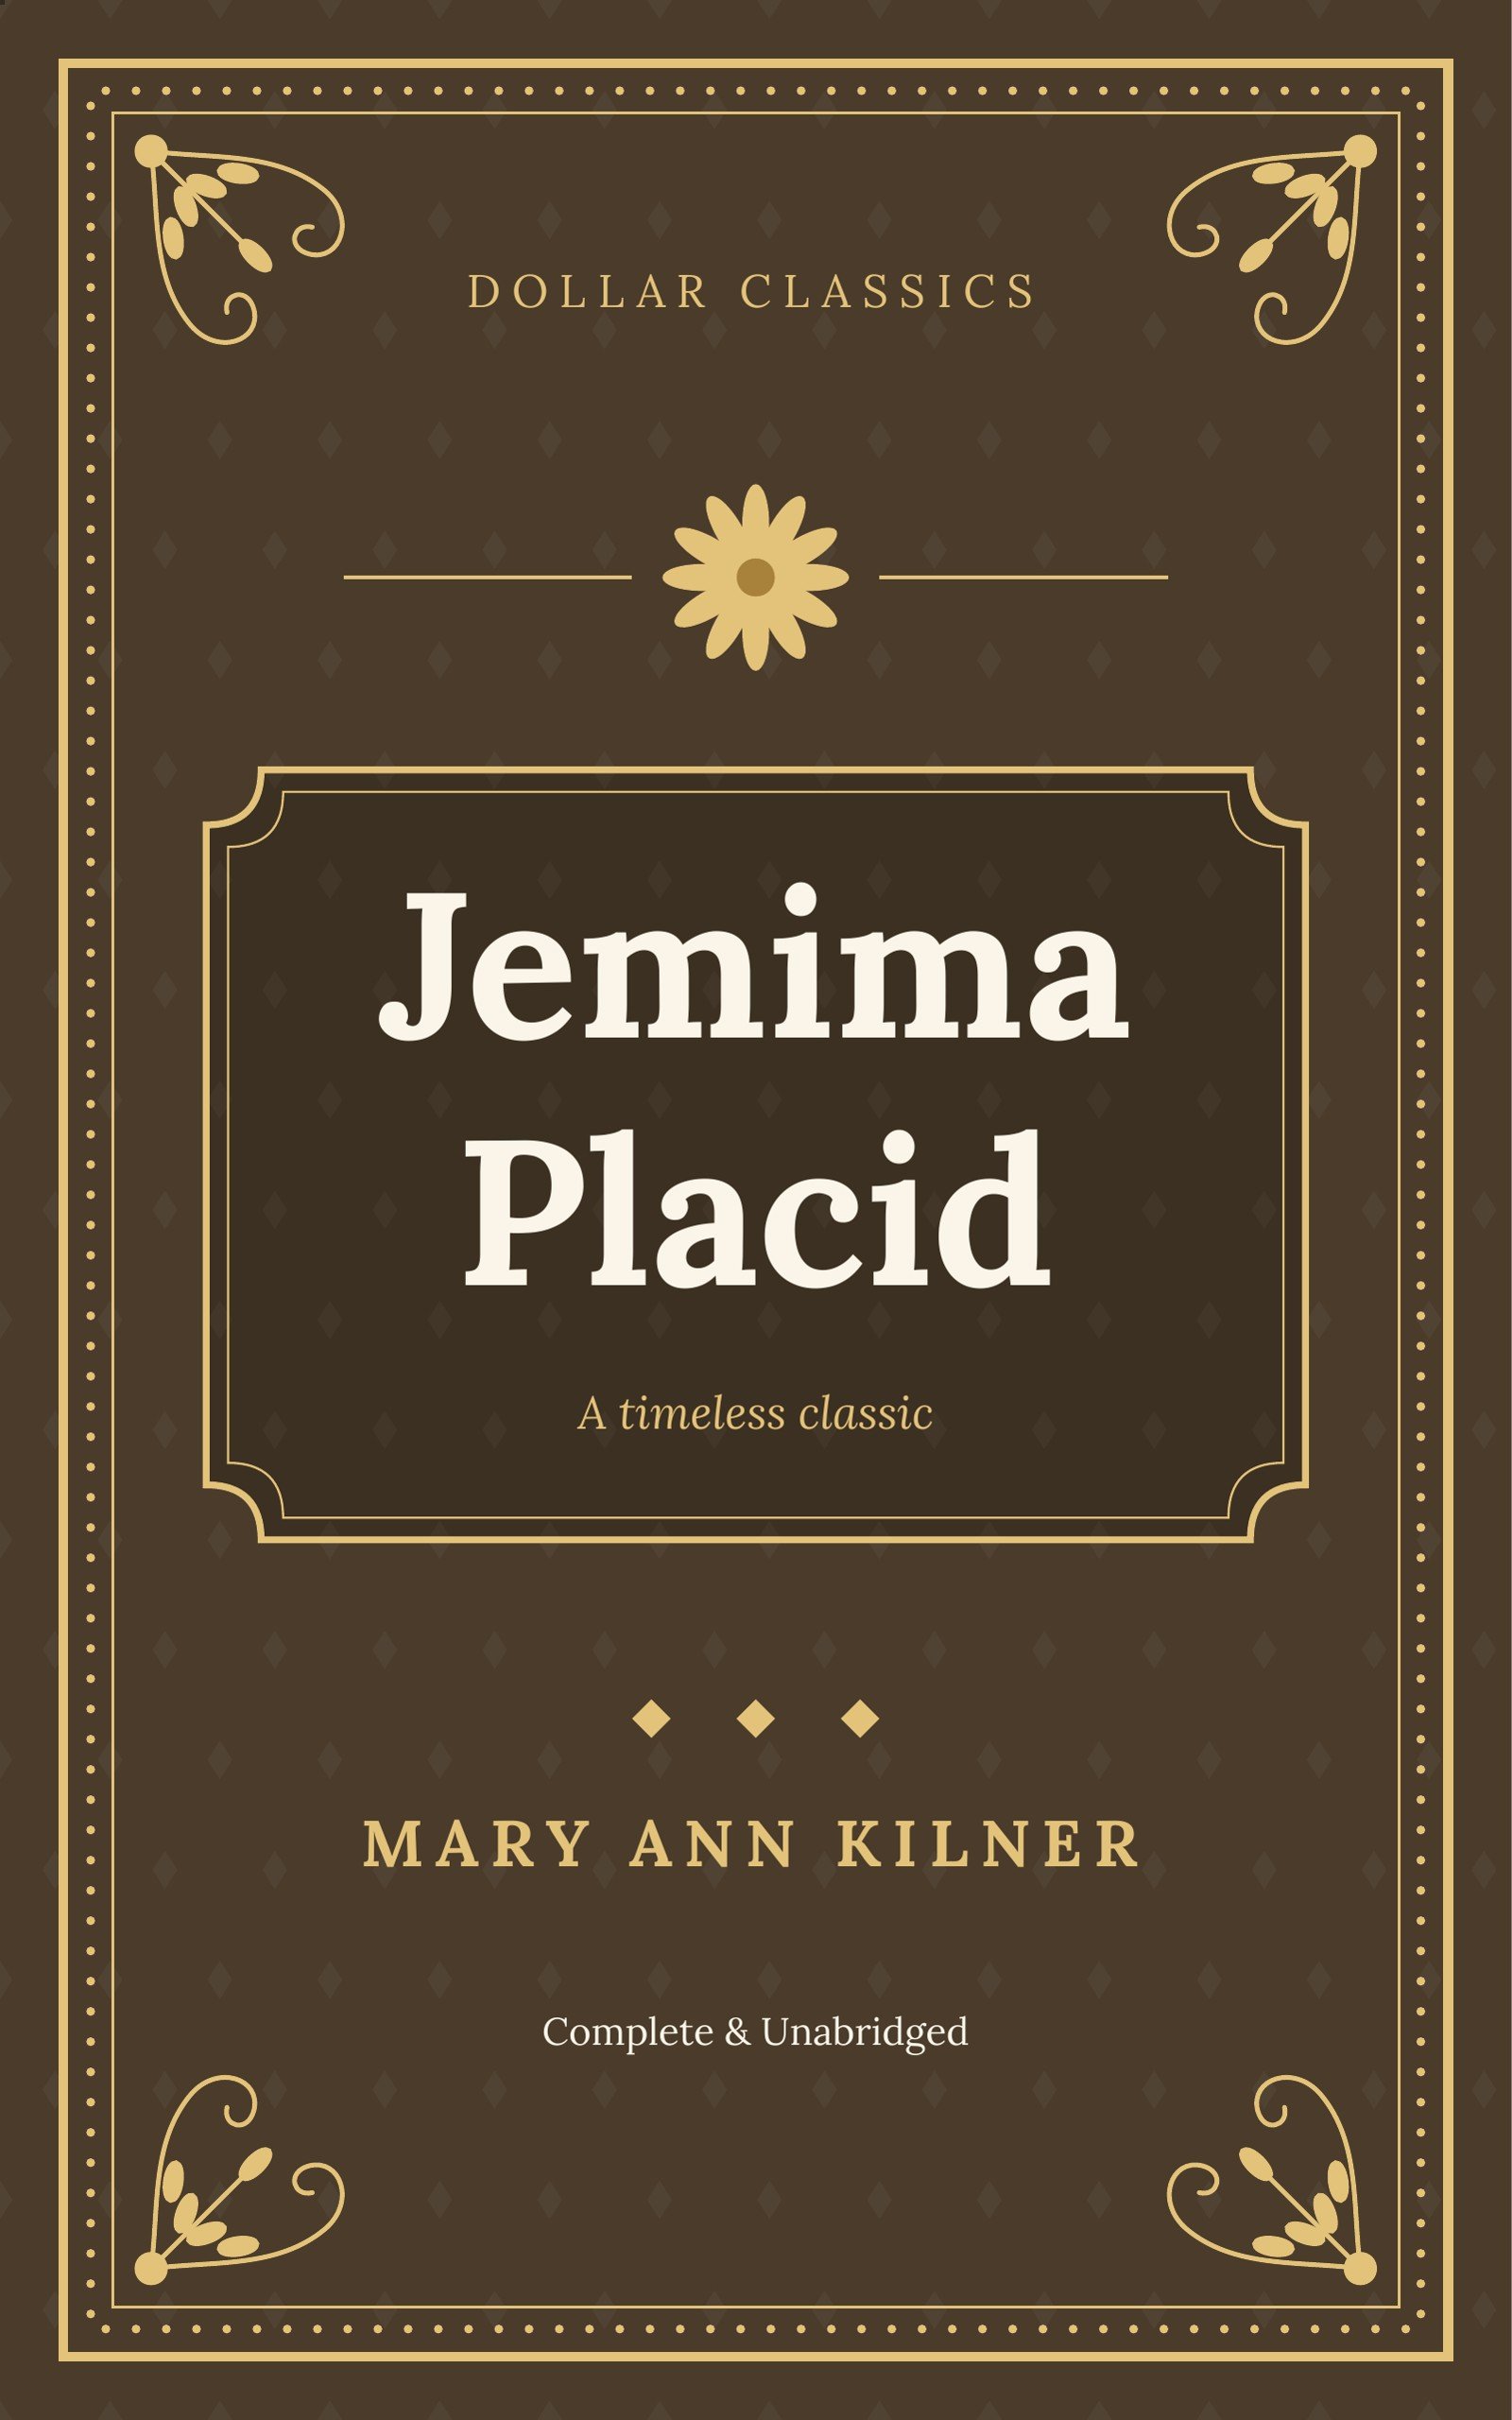 DOLLAR CLASSICS
Jemima
Placid
A timeless classic
MARY ANN KILNER
Complete & Unabridged